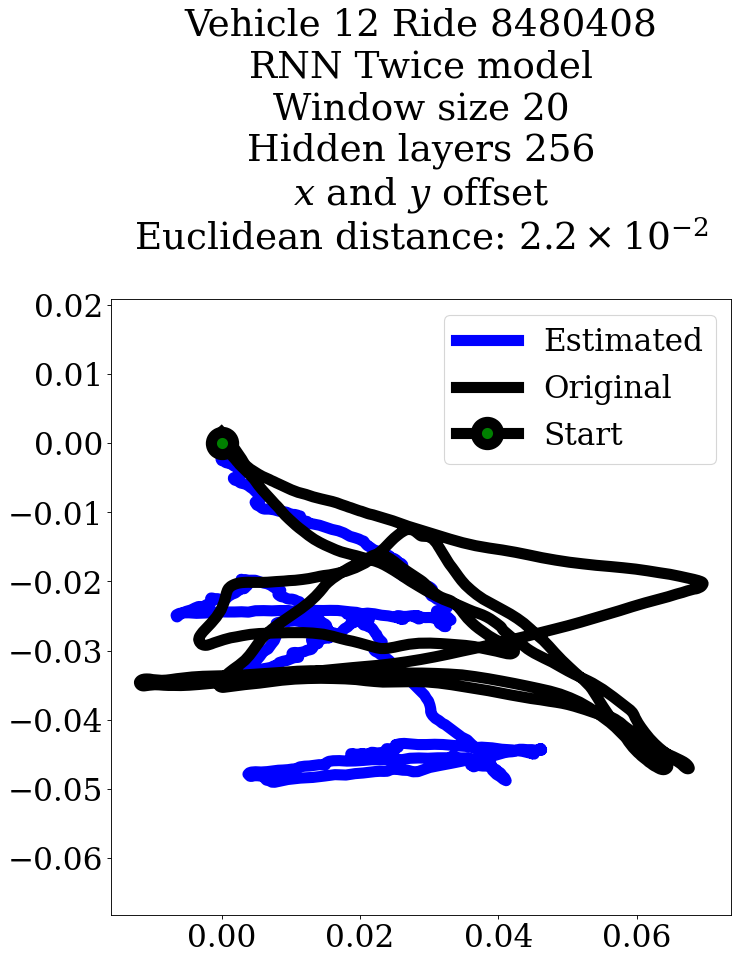 Vehicle 12 Ride 8480408
RNN Twice model
Window size 20
Hidden layers 256
x and y offset
Euclidean distance: 2.2 × 10⁻²
0.02
0.01
0.00
−0.01
−0.02
−0.03
−0.04
−0.05
−0.06
Estimated
Original
Start
0.00 0.02 0.04 0.06